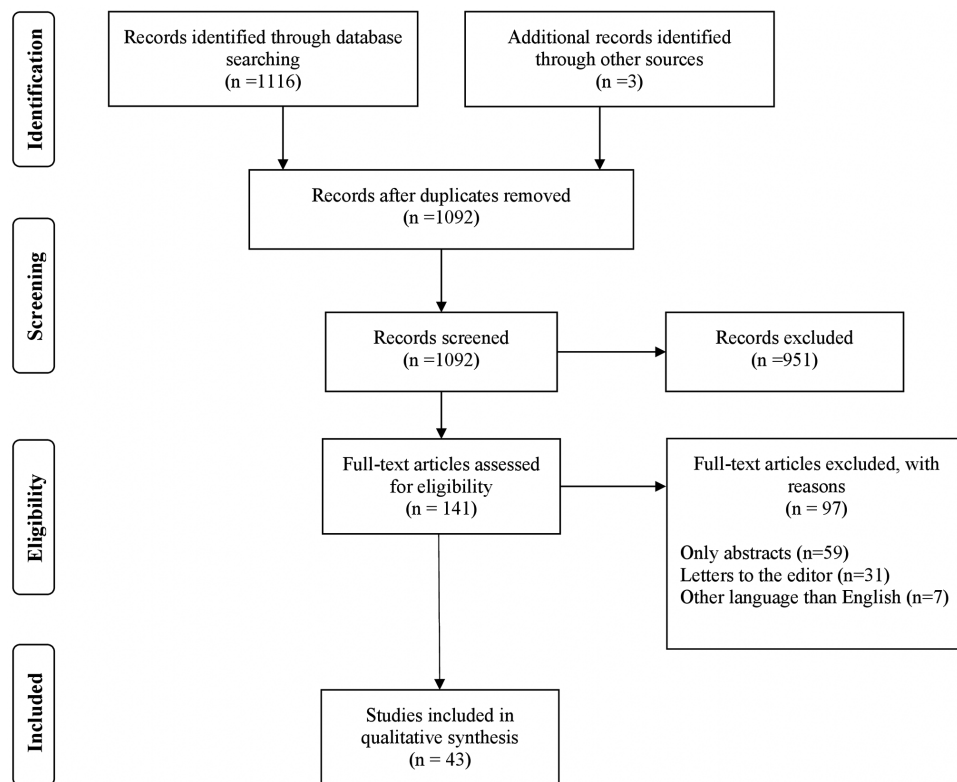 Identification
Records identified through database
searching
(n =1116)
Additional records identified
through other sources
(n =3)
Records after duplicates removed
(n =1092)
Screening
Records screened
(n =1092)
Records excluded
(n =951)
Eligibility
Full-text articles assessed
for eligibility
(n = 141)
Full-text articles excluded, with
reasons
(n = 97)
Only abstracts (n=59)
Letters to the editor (n=31)
Other language than English (n=7)
Included
Studies included in
qualitative synthesis
(n = 43)